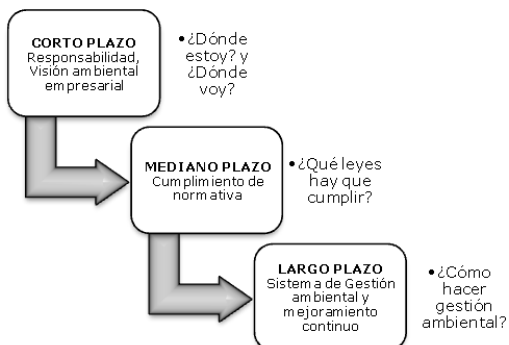 CORTO PLAZO
Responsabilidad,
Visión ambiental
empresarial
•¿Dónde
estoy? y
¿Dónde
voy?
MEDIANO PLAZO
Cumplimiento de
normativa
•¿Qué leyes
hay que
cumplir?
LARGO PLAZO
Sistema de Gestión
ambiental y
mejoramiento
continuo
•¿Cómo
hacer
gestión
ambiental?